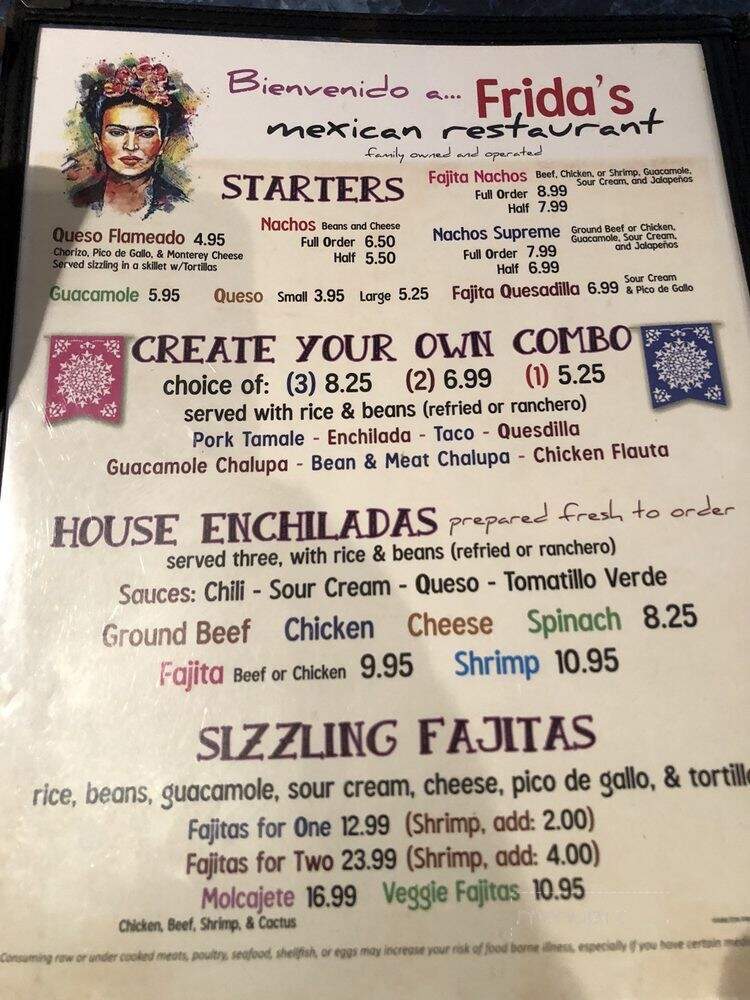 Bienvenido a... Frida's
mexican restaurant
family owned and operated
STARTERS
Queso Flameado 4.95
Chorizo, Pico de Gallo, & Monterey Cheese
Served sizzling in a skillet w/Tortillas
Nachos Beans and Cheese
Full Order 6.50
Half 5.50
Fajita Nachos Beef, Chicken, or Shrimp, Guacamole,
Sour Cream, and Jalapeños
Full Order 8.99
Half 7.99
Nachos Supreme Ground Beef or Chicken,
Guacamole, Sour Cream,
and Jalapeños
Full Order 7.99
Half 6.99
Guacamole 5.95 Queso Small 3.95 Large 5.25 Fajita Quesadilla 6.99 Sour Cream
& Pico de Gallo
CREATE YOUR OWN COMBO
choice of: (3) 8.25 (2) 6.99 (1) 5.25
served with rice & beans (refried or ranchero)
Pork Tamale - Enchilada - Taco - Quesdilla
Guacamole Chalupa - Bean & Meat Chalupa - Chicken Flauta
HOUSE ENCHILADAS prepared fresh to order
served three, with rice & beans (refried or ranchero)
Sauces: Chili - Sour Cream - Queso - Tomatillo Verde
Ground Beef Chicken Cheese Spinach 8.25
Fajita Beef or Chicken 9.95 Shrimp 10.95
SIZZLING FAJITAS
rice, beans, guacamole, sour cream, cheese, pico de gallo, & tortill
Fajitas for One 12.99 (Shrimp, add: 2.00)
Fajitas for Two 23.99 (Shrimp, add: 4.00)
Molcajete 16.99 Veggie Fajitas 10.95
Chicken, Beef, Shrimp, & Cactus
Consuming raw or under cooked meats, poultry, seafood, shellfish, or eggs may increase your risk of food borne illness, especially if you have certain medi